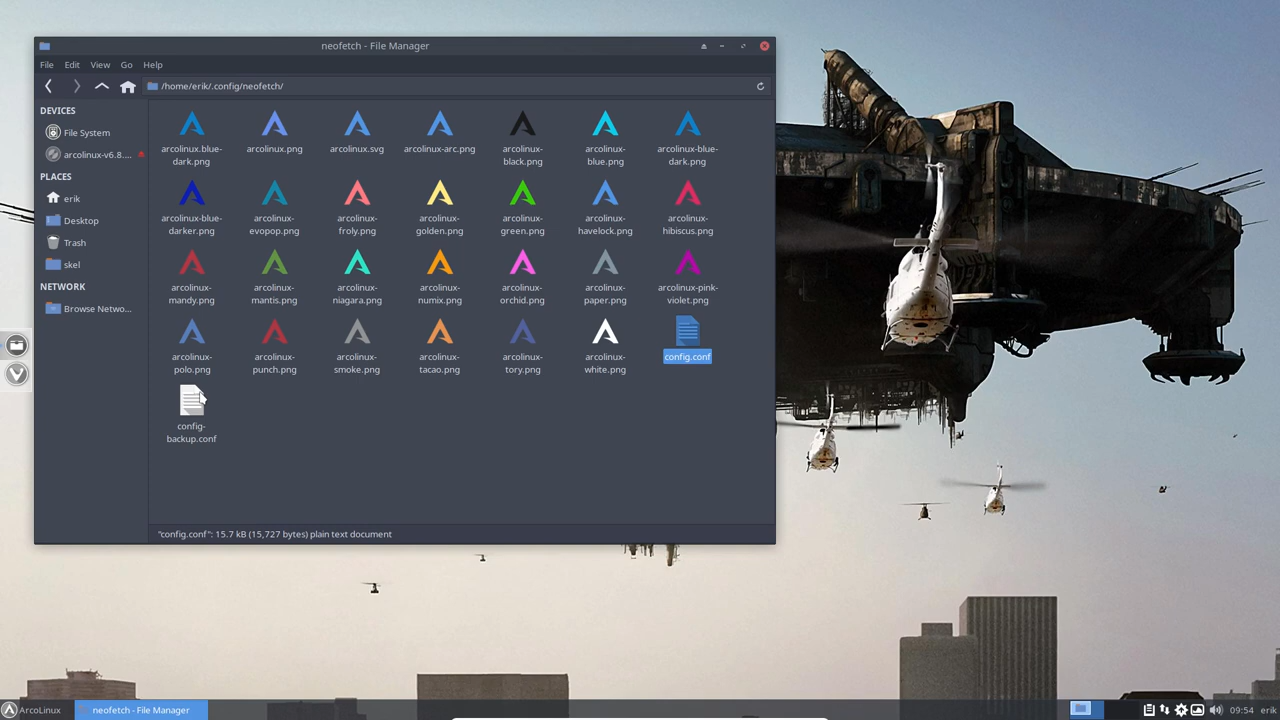 neofetch - File Manager
File Edit View Go Help
/home/erik/.config/neofetch/
DEVICES
File System
arcolinux-v6.8....
PLACES
erik
Desktop
Trash
skel
NETWORK
Browse Netwo...
arcolinux.blue-
dark.png
arcolinux.png
arcolinux.svg
arcolinux-arc.png
arcolinux-
black.png
arcolinux-
blue.png
arcolinux-blue-
dark.png
arcolinux-blue-
darker.png
arcolinux-
evopop.png
arcolinux-
froly.png
arcolinux-
golden.png
arcolinux-
green.png
arcolinux-
havelock.png
arcolinux-
hibiscus.png
arcolinux-
mandy.png
arcolinux-
mantis.png
arcolinux-
niagara.png
arcolinux-
numix.png
arcolinux-
orchid.png
arcolinux-
paper.png
arcolinux-pink-
violet.png
arcolinux-
polo.png
arcolinux-
punch.png
arcolinux-
smoke.png
arcolinux-
tacao.png
arcolinux-
tory.png
arcolinux-
white.png
config.conf
config-
backup.conf
"config.conf": 15.7 kB (15,727 bytes) plain text document
ArcoLinux
neofetch - File Manager
09:54 erik